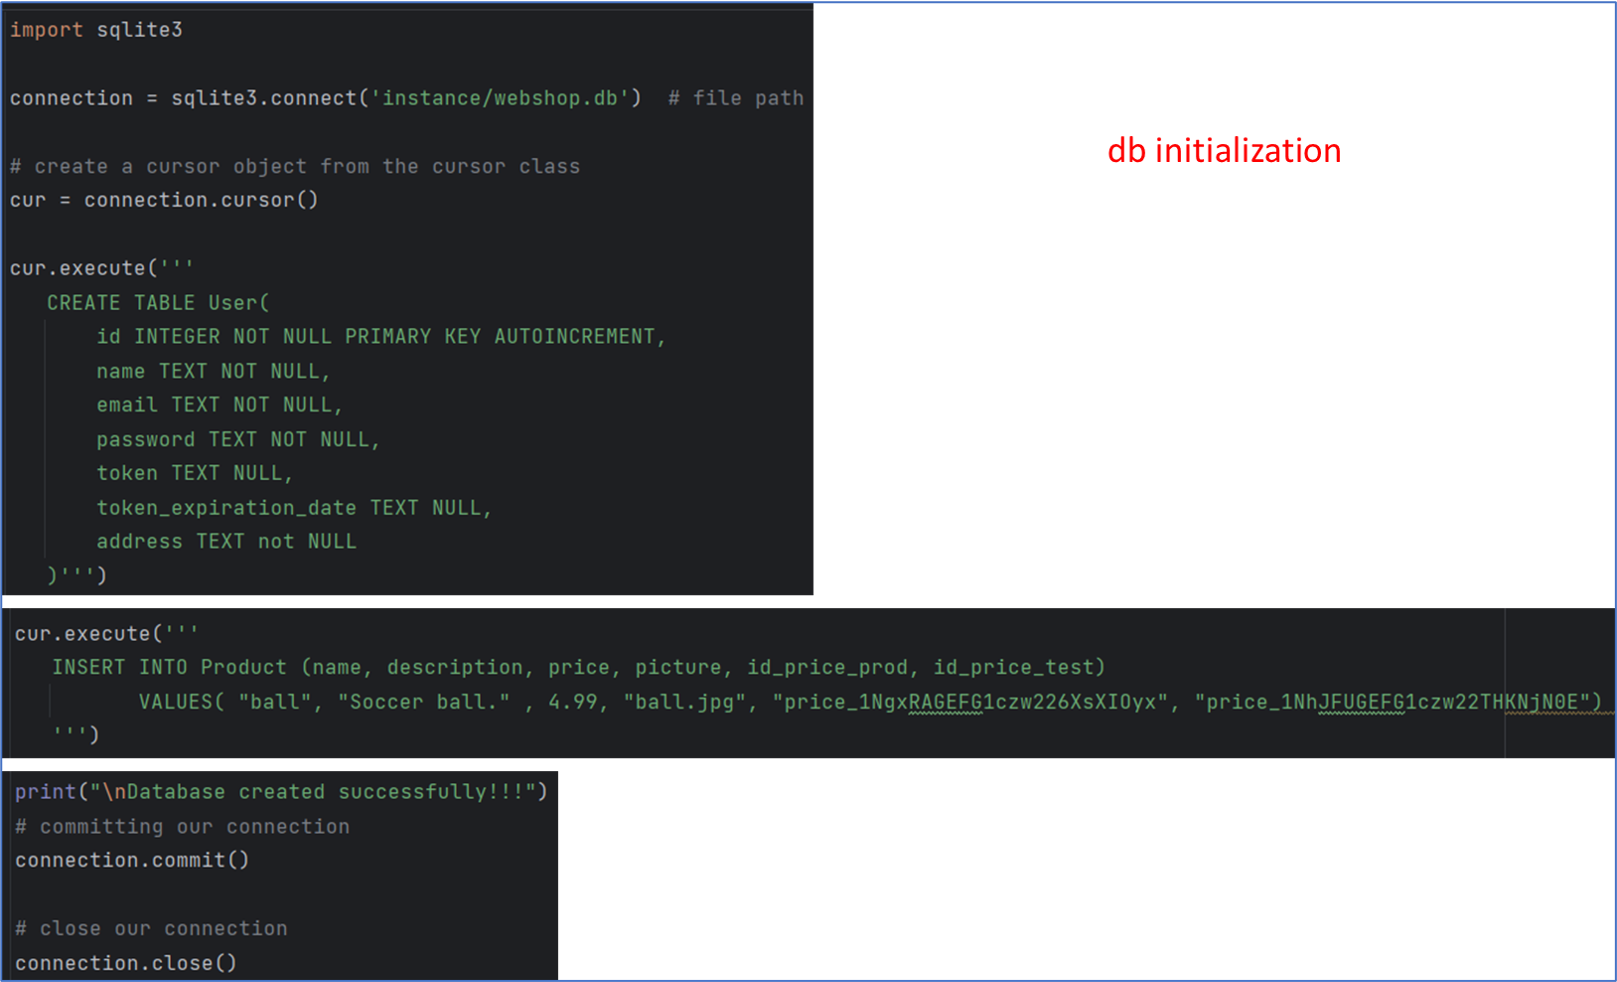 import sqlite3
connection = sqlite3.connect('instance/webshop.db')  # file path
db initialization
# create a cursor object from the cursor class
cur = connection.cursor()
cur.execute('''
CREATE TABLE User(
id INTEGER NOT NULL PRIMARY KEY AUTOINCREMENT,
name TEXT NOT NULL,
email TEXT NOT NULL,
password TEXT NOT NULL,
token TEXT NULL,
token_expiration_date TEXT NULL,
address TEXT not NULL
)''')
cur.execute('''
INSERT INTO Product (name, description, price, picture, id_price_prod, id_price_test)
VALUES( "ball", "Soccer ball." , 4.99, "ball.jpg", "price_1NgxRAGEFG1czw226XsXIOyx", "price_1NhJFUGEFG1czw22THKNjN0E")
''')
print("\nDatabase created successfully!!!")
# committing our connection
connection.commit()
# close our connection
connection.close()